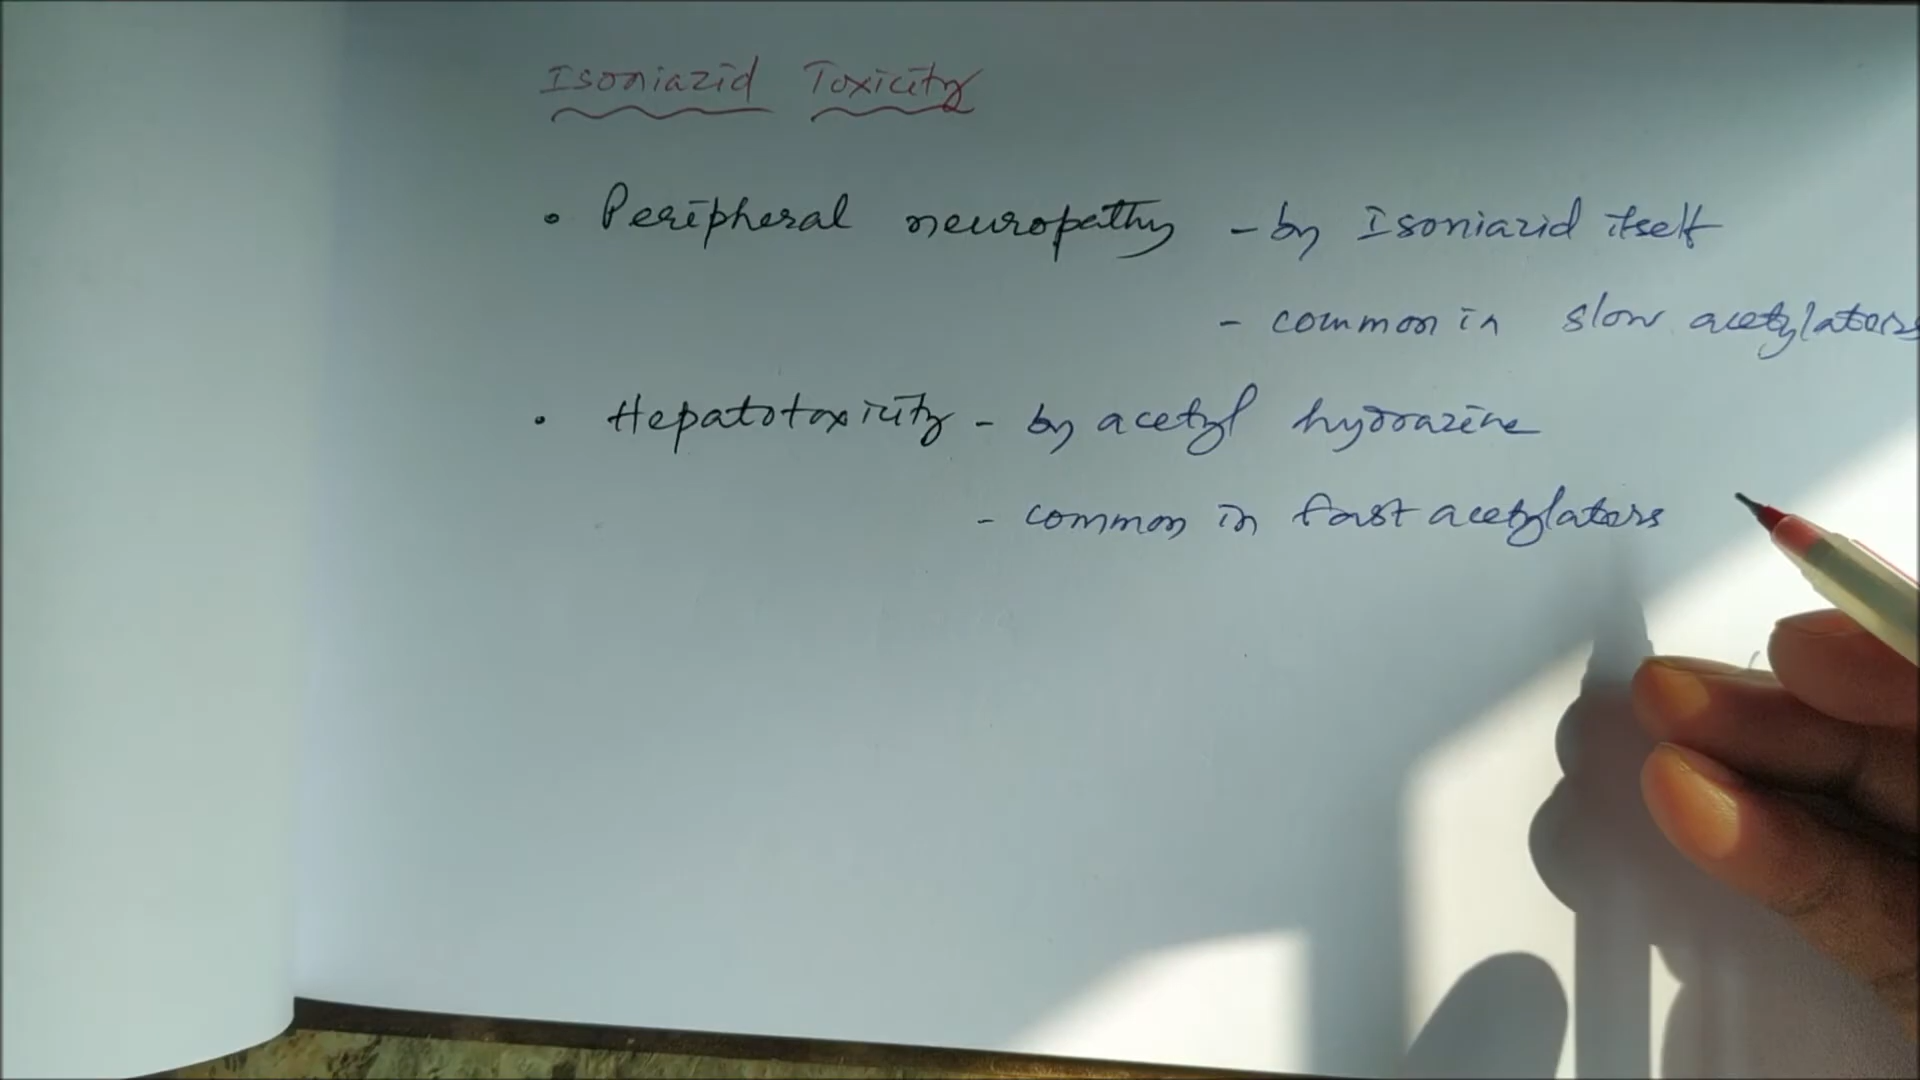 Isoniazid Toxicity
• Peripheral neuropathy - by Isoniazid itself
- common in slow acetylators
• Hepatotoxicity - by acetyl hydrazine
- common in fast acetylators